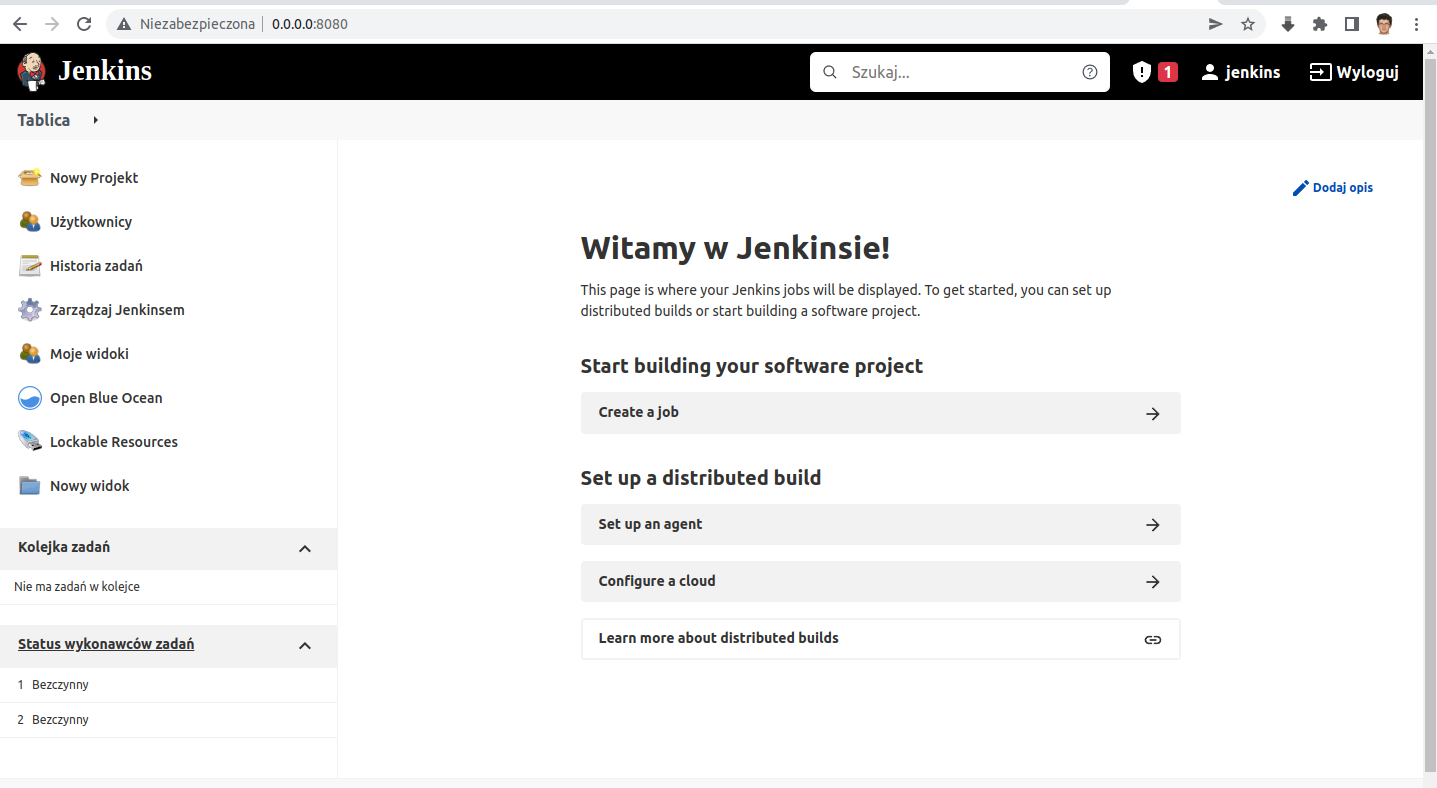 Niezabezpieczona | 0.0.0.0:8080
Jenkins
Szukaj...
1
jenkins
Wyloguj
Tablica
Nowy Projekt
Użytkownicy
Historia zadań
Zarządzaj Jenkinsem
Moje widoki
Open Blue Ocean
Lockable Resources
Nowy widok
Kolejka zadań
Nie ma zadań w kolejce
Status wykonawców zadań
1 Bezczynny
2 Bezczynny
Dodaj opis
Witamy w Jenkinsie!
This page is where your Jenkins jobs will be displayed. To get started, you can set up
distributed builds or start building a software project.
Start building your software project
Create a job
Set up a distributed build
Set up an agent
Configure a cloud
Learn more about distributed builds